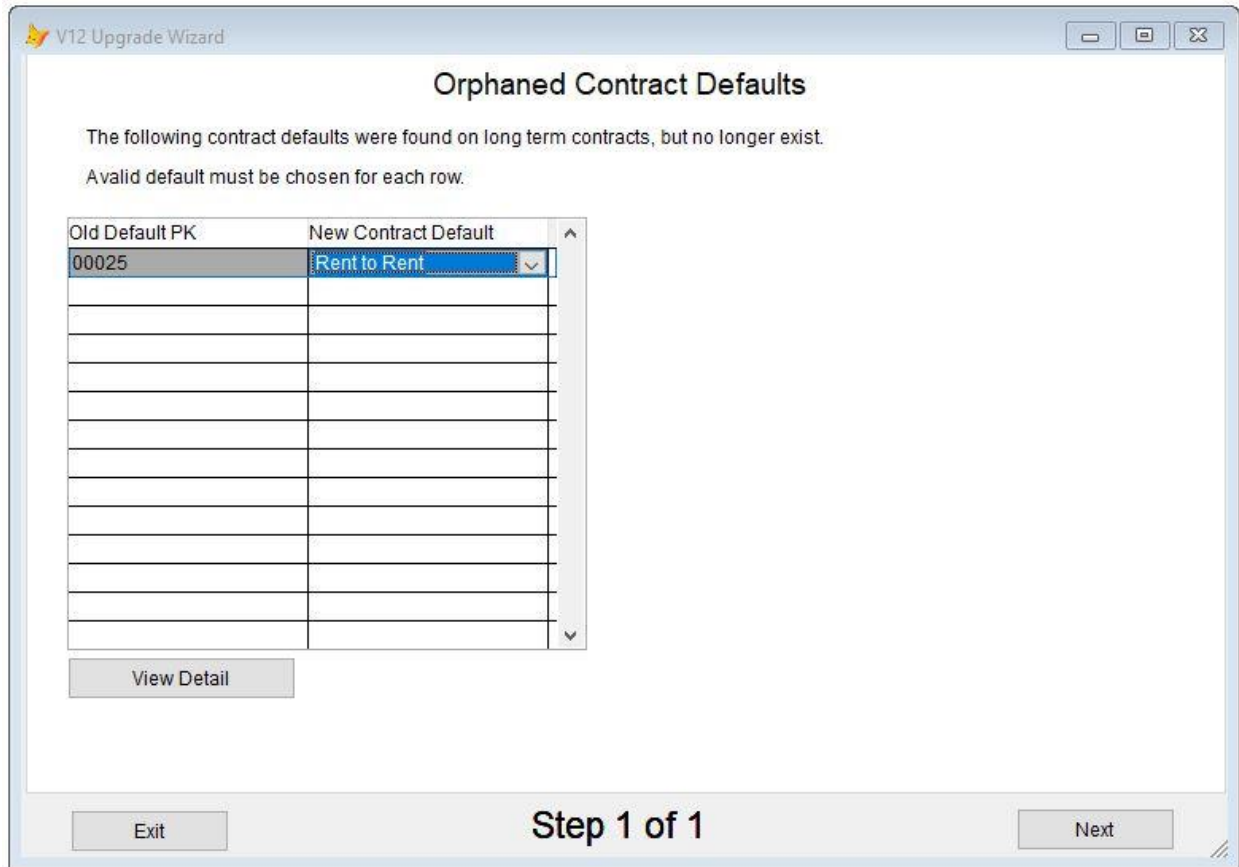 V12 Upgrade Wizard
Orphaned Contract Defaults
The following contract defaults were found on long term contracts, but no longer exist.
Avalid default must be chosen for each row.
Old Default PK New Contract Default
00025 Rent to Rent
View Detail
Exit Step 1 of 1 Next